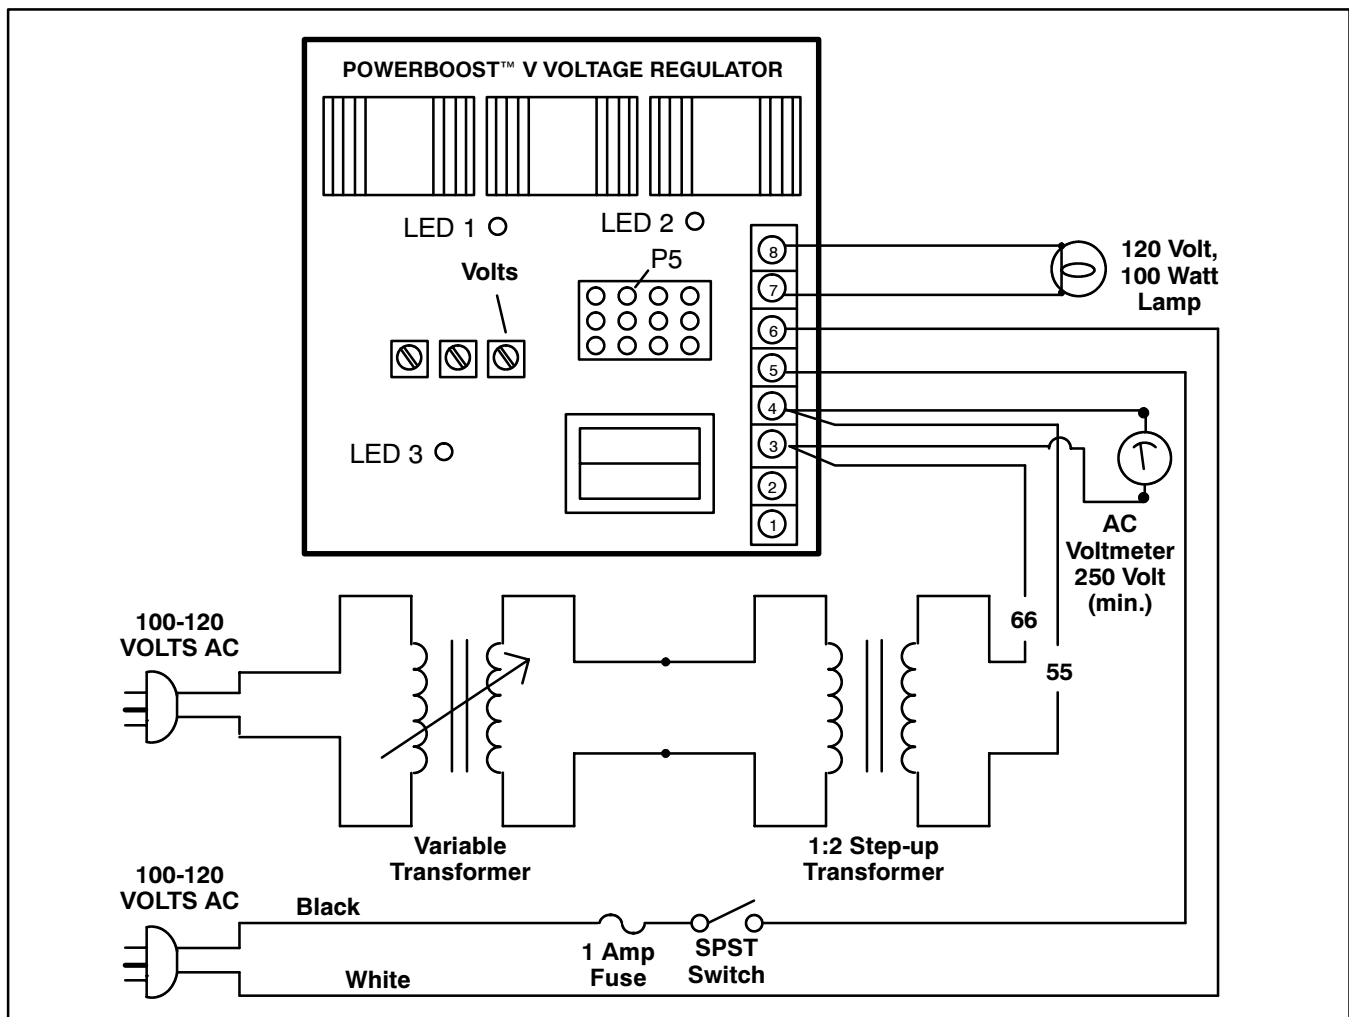 POWERBOOST™ V VOLTAGE REGULATOR
LED 1
LED 2
Volts
P5
LED 3
8
7
6
5
4
3
2
1
120 Volt,
100 Watt
Lamp
AC
Voltmeter
250 Volt
(min.)
66
55
100-120
VOLTS AC
Variable
Transformer
1:2 Step-up
Transformer
100-120
VOLTS AC
Black
White
1 Amp
Fuse
SPST
Switch